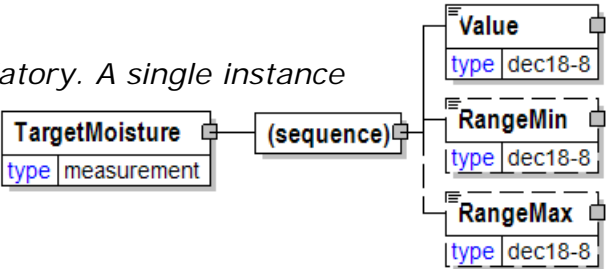 Value
type dec18-8
atory. A single instance
TargetMoisture
type measurement
(sequence)
RangeMin
type dec18-8
RangeMax
type dec18-8